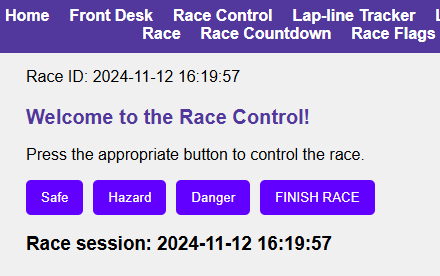 Home Front Desk Race Control Lap-line Tracker
Race Race Countdown Race Flags
Race ID: 2024-11-12 16:19:57
Welcome to the Race Control!
Press the appropriate button to control the race.
Safe Hazard Danger FINISH RACE
Race session: 2024-11-12 16:19:57